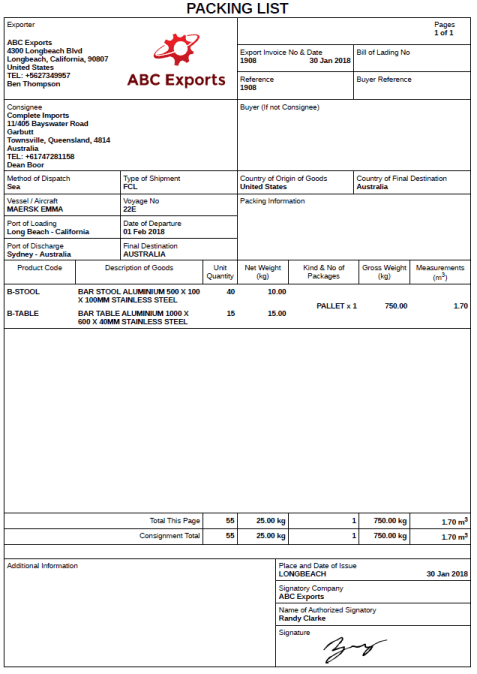 PACKING LIST
Exporter
Pages
1 of 1
ABC Exports
4300 Longbeach Blvd
Longbeach, California, 90807
United States
TEL: +5627349957
Ben Thompson
ABC Exports
Export Invoice No & Date
1908 30 Jan 2018
Bill of Lading No
Reference
1908
Buyer Reference
Consignee
Complete Imports
11/405 Bayswater Road
Garbutt
Townsville, Queensland, 4814
Australia
TEL: +61747281158
Dean Boor
Buyer (If not Consignee)
Method of Dispatch
Sea
Type of Shipment
FCL
Country of Origin of Goods
United States
Country of Final Destination
Australia
Vessel / Aircraft
MAERSK EMMA
Voyage No
22E
Packing Information
Port of Loading
Long Beach - California
Date of Departure
01 Feb 2018
Port of Discharge
Sydney - Australia
Final Destination
AUSTRALIA
Product Code Description of Goods Unit Quantity Net Weight (kg) Kind & No of Packages Gross Weight (kg) Measurements (m³)
B-STOOL BAR STOOL ALUMINIUM 500 X 100 40 10.00
X 100MM STAINLESS STEEL
PALLET x 1 750.00 1.70
B-TABLE BAR TABLE ALUMINIUM 1000 X 15 15.00
600 X 40MM STAINLESS STEEL
Total This Page 55 25.00 kg 1 750.00 kg 1.70 m³
Consignment Total 55 25.00 kg 1 750.00 kg 1.70 m³
Additional Information
Place and Date of Issue
LONGBEACH 30 Jan 2018
Signatory Company
ABC Exports
Name of Authorized Signatory
Randy Clarke
Signature